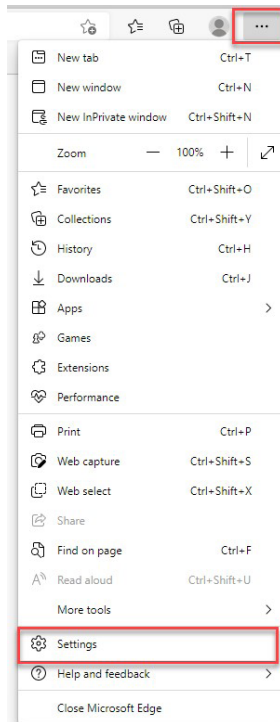 ...
New tab Ctrl+T
New window Ctrl+N
New InPrivate window Ctrl+Shift+N
Zoom — 100% +
Favorites Ctrl+Shift+O
Collections Ctrl+Shift+Y
History Ctrl+H
Downloads Ctrl+J
Apps >
Games
Extensions
Performance
Print Ctrl+P
Web capture Ctrl+Shift+S
Web select Ctrl+Shift+X
Share
Find on page Ctrl+F
Read aloud Ctrl+Shift+U
More tools >
Settings
Help and feedback >
Close Microsoft Edge